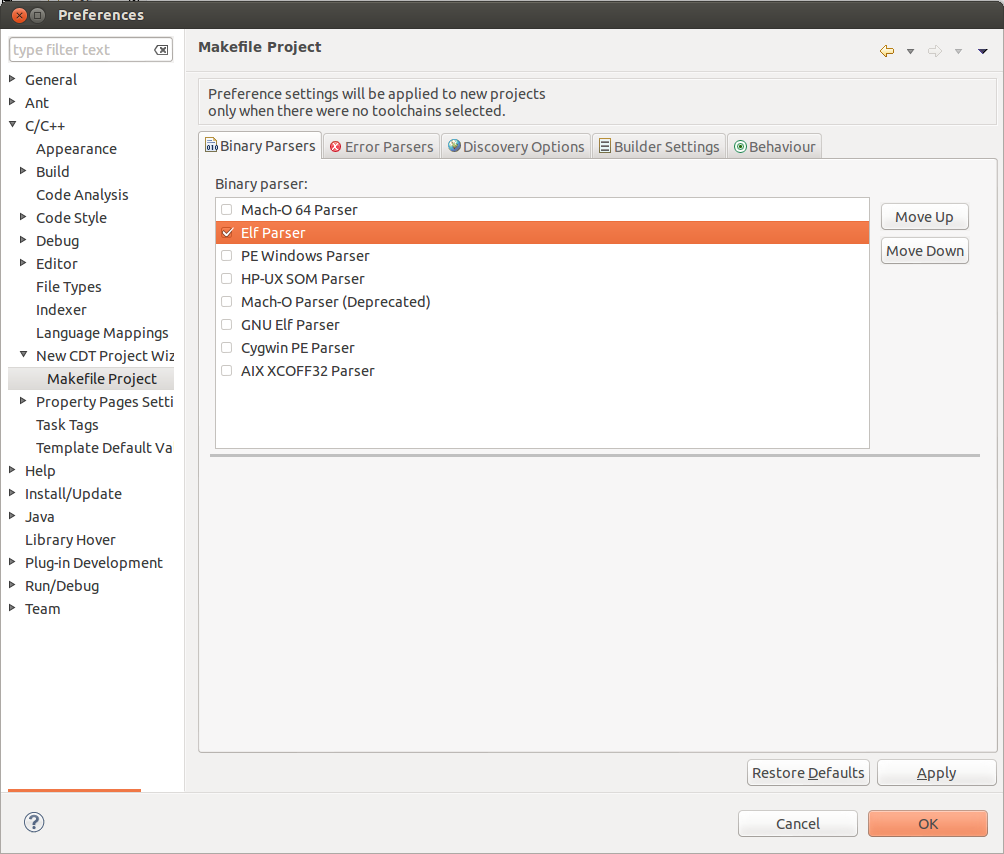 Preferences
type filter text
General
Ant
C/C++
Appearance
Build
Code Analysis
Code Style
Debug
Editor
File Types
Indexer
Language Mappings
New CDT Project Wiz
Makefile Project
Property Pages Setti
Task Tags
Template Default Va
Help
Install/Update
Java
Library Hover
Plug-in Development
Run/Debug
Team
Makefile Project
Preference settings will be applied to new projects
only when there were no toolchains selected.
Binary Parsers Error Parsers Discovery Options Builder Settings Behaviour
Binary parser:
Mach-O 64 Parser
Elf Parser
PE Windows Parser
HP-UX SOM Parser
Mach-O Parser (Deprecated)
GNU Elf Parser
Cygwin PE Parser
AIX XCOFF32 Parser
Move Up
Move Down
Restore Defaults Apply
? Cancel OK